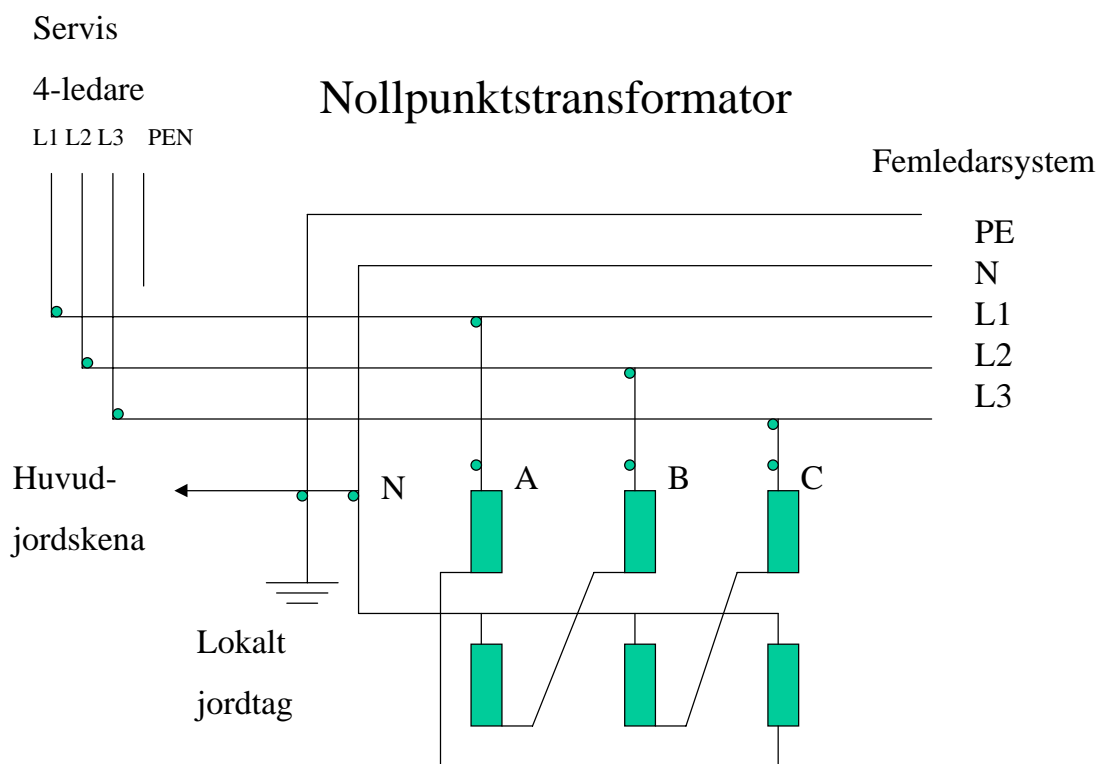 Servis
4-ledare
Nollpunktstransformator
L1 L2 L3 PEN
Femledarsystem
PE
N
L1
L2
L3
Huvud-
jordskena
N
A
B
C
Lokalt
jordtag